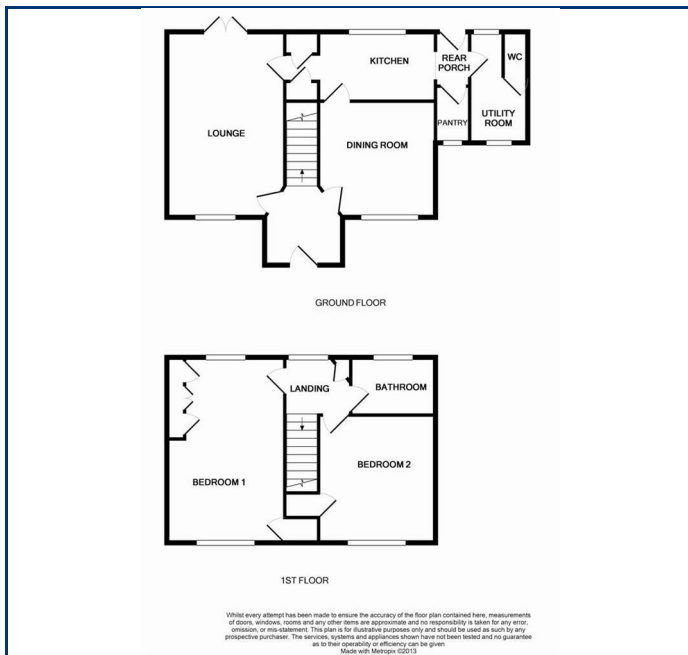 LOUNGE
KITCHEN
REAR
PORCH
WC
PANTRY
UTILITY
ROOM
DINING ROOM
GROUND FLOOR
LANDING
BATHROOM
BEDROOM 1
BEDROOM 2
1ST FLOOR
Whilst every attempt has been made to ensure the accuracy of the floor plan contained here, measurements
of doors, windows, rooms and any other items are approximate and no responsibility is taken for any error,
omission, or mis-statement. This plan is for illustrative purposes only and should be used as such by any
prospective purchaser. The services, systems and appliances shown have not been tested and no guarantee
as to their operability or efficiency can be given
Made with Metropix ©2013